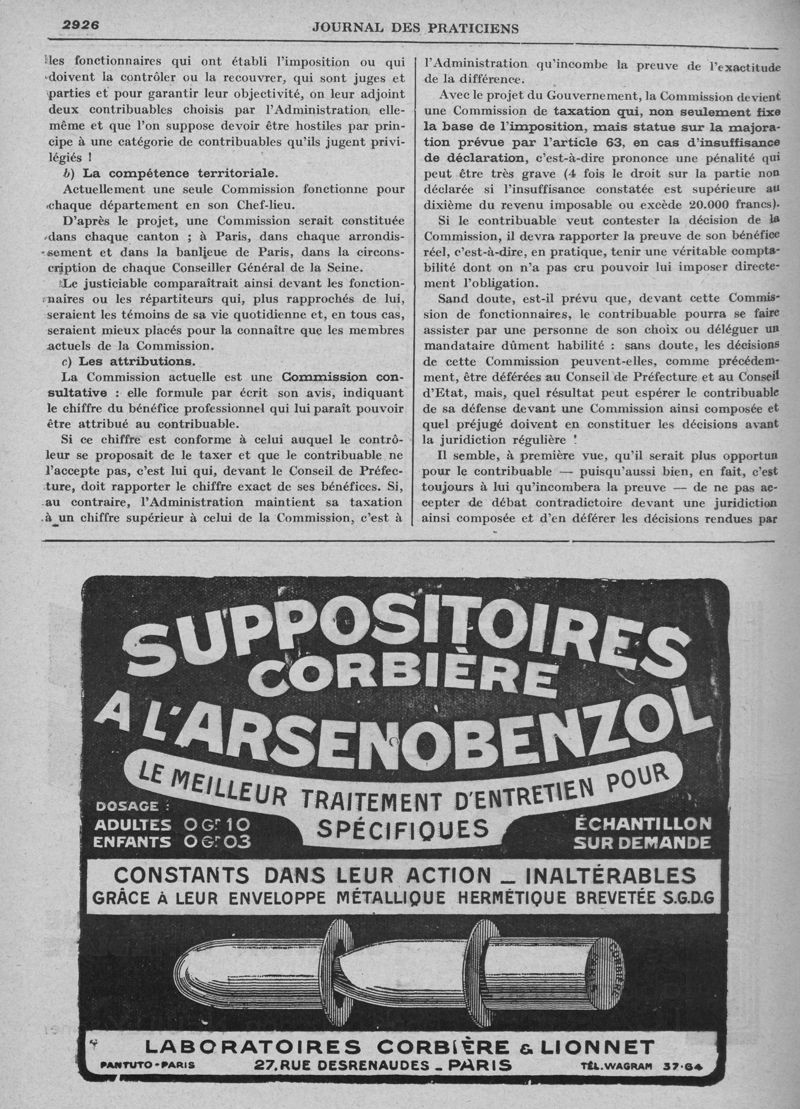 2926
JOURNAL DES PRATICIENS
les fonctionnaires qui ont établi l'imposition ou qui
doivent la contrôler ou la recouvrer, qui sont juges et
parties et pour garantir leur objectivité, on leur adjoint
deux contribuables choisis par l'Administration elle-
même et que l'on suppose devoir être hostiles par prin-
cipe à une catégorie de contribuables qu'ils jugent privi-
légiés !
b) La compétence territoriale.
Actuellement une seule Commission fonctionne pour
chaque département en son Chef-lieu.
D'après le projet, une Commission serait constituée
dans chaque canton ; à Paris, dans chaque arrondis-
sement et dans la banlieue de Paris, dans la circons-
cription de chaque Conseiller Général de la Seine.
Le justiciable comparaîtrait ainsi devant les fonction-
naires ou les répartiteurs qui, plus rapprochés de lui,
seraient les témoins de sa vie quotidienne et, en tous cas,
seraient mieux placés pour la connaître que les membres
actuels de la Commission.
c) Les attributions.
La Commission actuelle est une Commission con-
sultative : elle formule par écrit son avis, indiquant
le chiffre du bénéfice professionnel qui lui paraît pouvoir
être attribué au contribuable.
Si ce chiffre est conforme à celui auquel le contrô-
leur se proposait de le taxer et que le contribuable ne
l'accepte pas, c'est lui qui, devant le Conseil de Préfec-
ture, doit rapporter le chiffre exact de ses bénéfices. Si,
au contraire, l'Administration maintient sa taxation
à un chiffre supérieur à celui de la Commission, c'est à
l'Administration qu'incombe la preuve de l'exactitude
de la différence.
Avec le projet du Gouvernement, la Commission devient
une Commission de taxation qui, non seulement fixe
la base de l'imposition, mais statue sur la majora-
tion prévue par l'article 63, en cas d'insuffisance
de déclaration, c'est-à-dire prononce une pénalité qui
peut être très grave (4 fois le droit sur la partie non
déclarée si l'insuffisance constatée est supérieure au
dixième du revenu imposable ou excède 20.000 francs).
Si le contribuable veut contester la décision de la
Commission, il devra rapporter la preuve de son bénéfice
réel, c'est-à-dire, en pratique, tenir une véritable compta-
bilité dont on n'a pas cru pouvoir lui imposer directe-
ment l'obligation.
Sand doute, est-il prévu que, devant cette Commis-
sion de fonctionnaires, le contribuable pourra se faire
assister par une personne de son choix ou déléguer un
mandataire dûment habilité : sans doute, les décisions
de cette Commission peuvent-elles, comme précédem-
ment, être déférées au Conseil de Préfecture et au Conseil
d'Etat, mais, quel résultat peut espérer le contribuable
de sa défense devant une Commission ainsi composée et
quel préjugé doivent en constituer les décisions avant
la juridiction régulière !
Il semble, à première vue, qu'il serait plus opportun
pour le contribuable — puisqu'aussi bien, en fait, c'est
toujours à lui qu'incombera la preuve — de ne pas ac-
cepter de débat contradictoire devant une juridiction
ainsi composée et d'en déférer les décisions rendues par
SUPPOSITOIRES
CORBIÈRE
A L'ARSENOBENZOL
LE MEILLEUR TRAITEMENT D'ENTRETIEN POUR
SPÉCIFIQUES
DOSAGE :
ADULTES 0 Gr 10
ENFANTS 0 Gr 03
ÉCHANTILLON
SUR DEMANDE
CONSTANTS DANS LEUR ACTION _ INALTÉRABLES
GRÂCE À LEUR ENVELOPPE MÉTALLIQUE HERMÉTIQUE BREVETÉE S.G.D.G
CORBIÈRE
PARIS
LABORATOIRES CORBIÈRE & LIONNET
PANTUTO-PARIS 27, RUE DESRENAUDES _ PARIS TÉL. WAGRAM 37-64